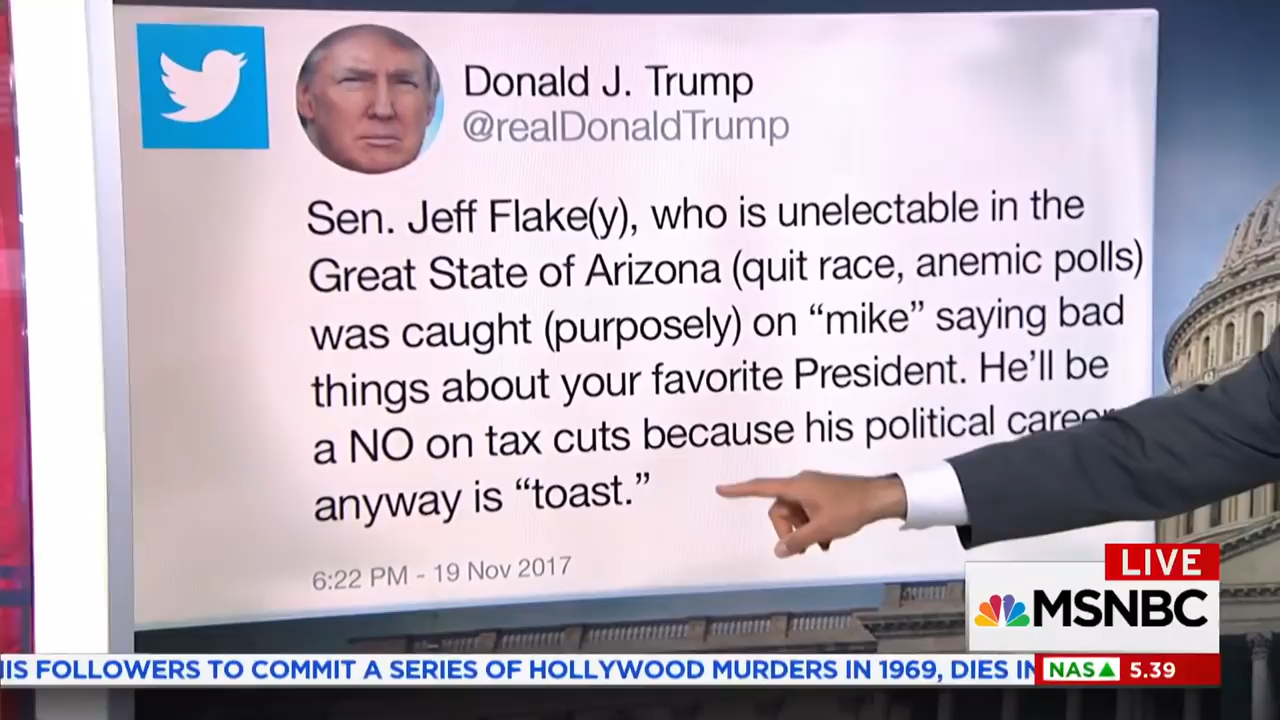 Donald J. Trump
@realDonaldTrump
Sen. Jeff Flake(y), who is unelectable in the
Great State of Arizona (quit race, anemic polls)
was caught (purposely) on “mike” saying bad
things about your favorite President. He’ll be
a NO on tax cuts because his political career
anyway is “toast.”
6:22 PM - 19 Nov 2017
LIVE
MSNBC
IS FOLLOWERS TO COMMIT A SERIES OF HOLLYWOOD MURDERS IN 1969, DIES IN
NAS▲ 5.39